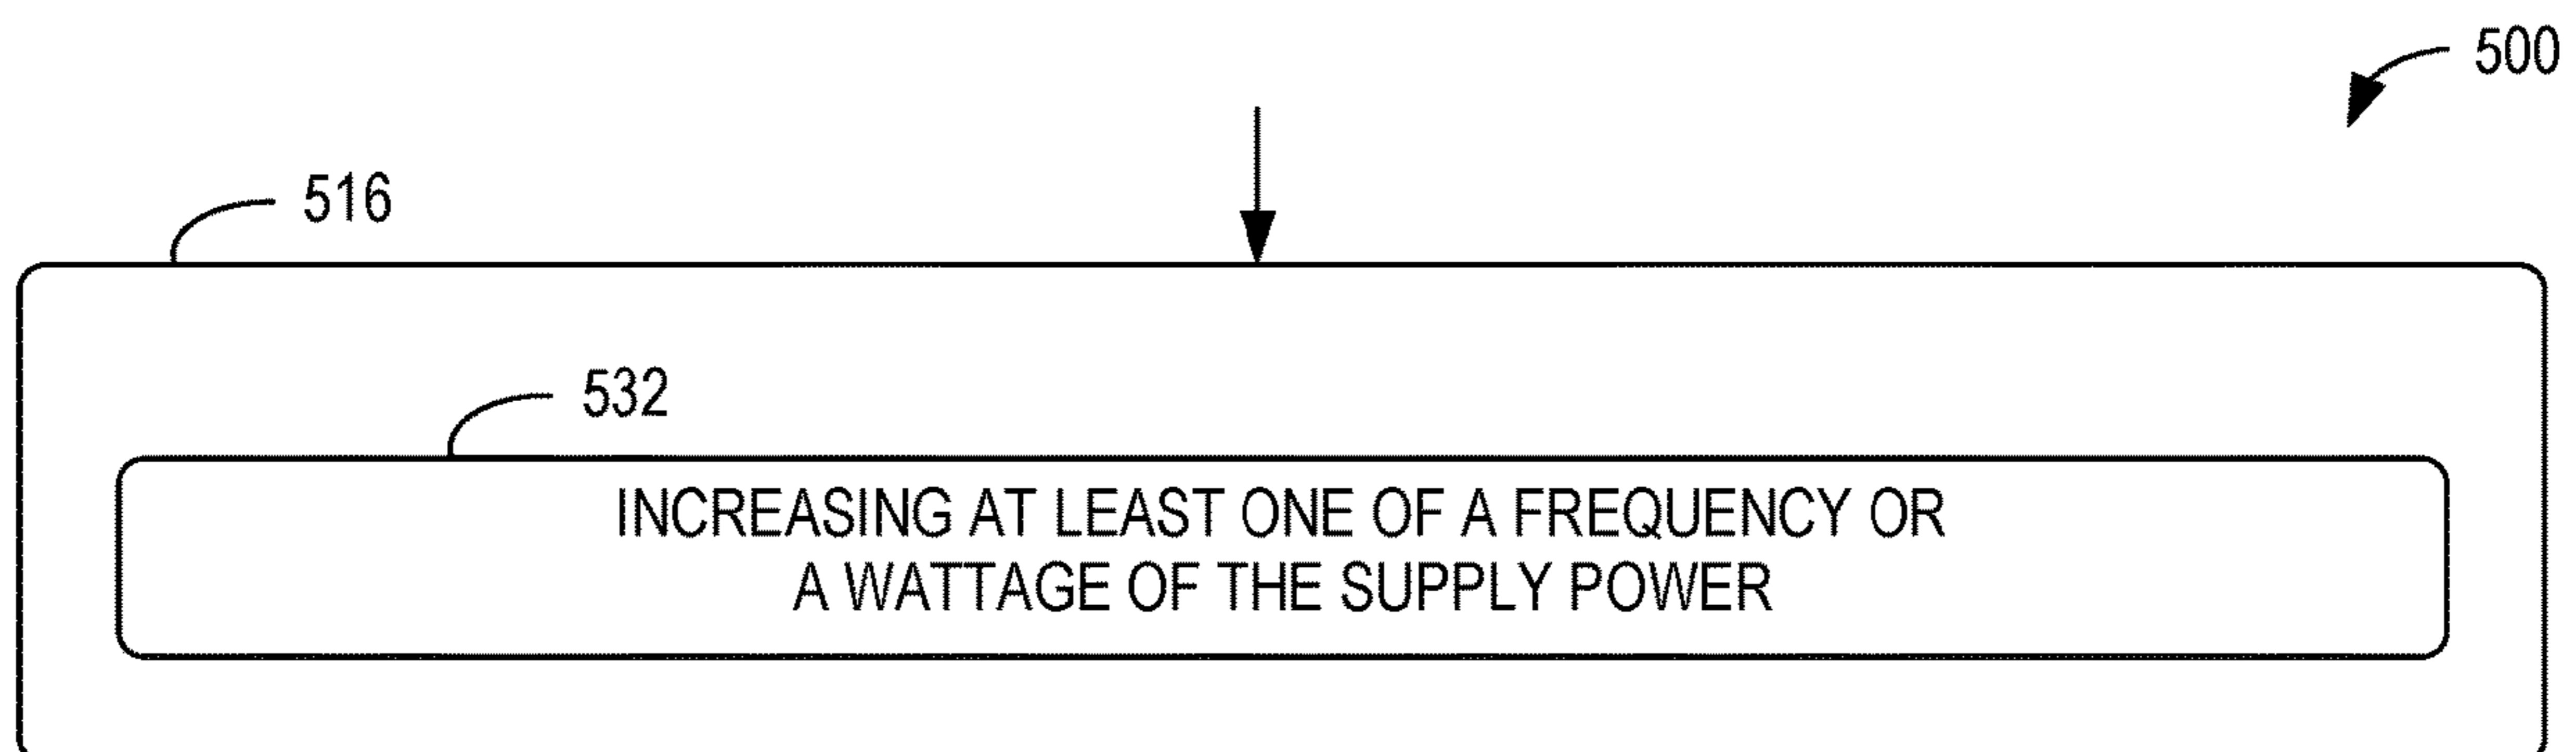 500
516
532
INCREASING AT LEAST ONE OF A FREQUENCY OR
A WATTAGE OF THE SUPPLY POWER